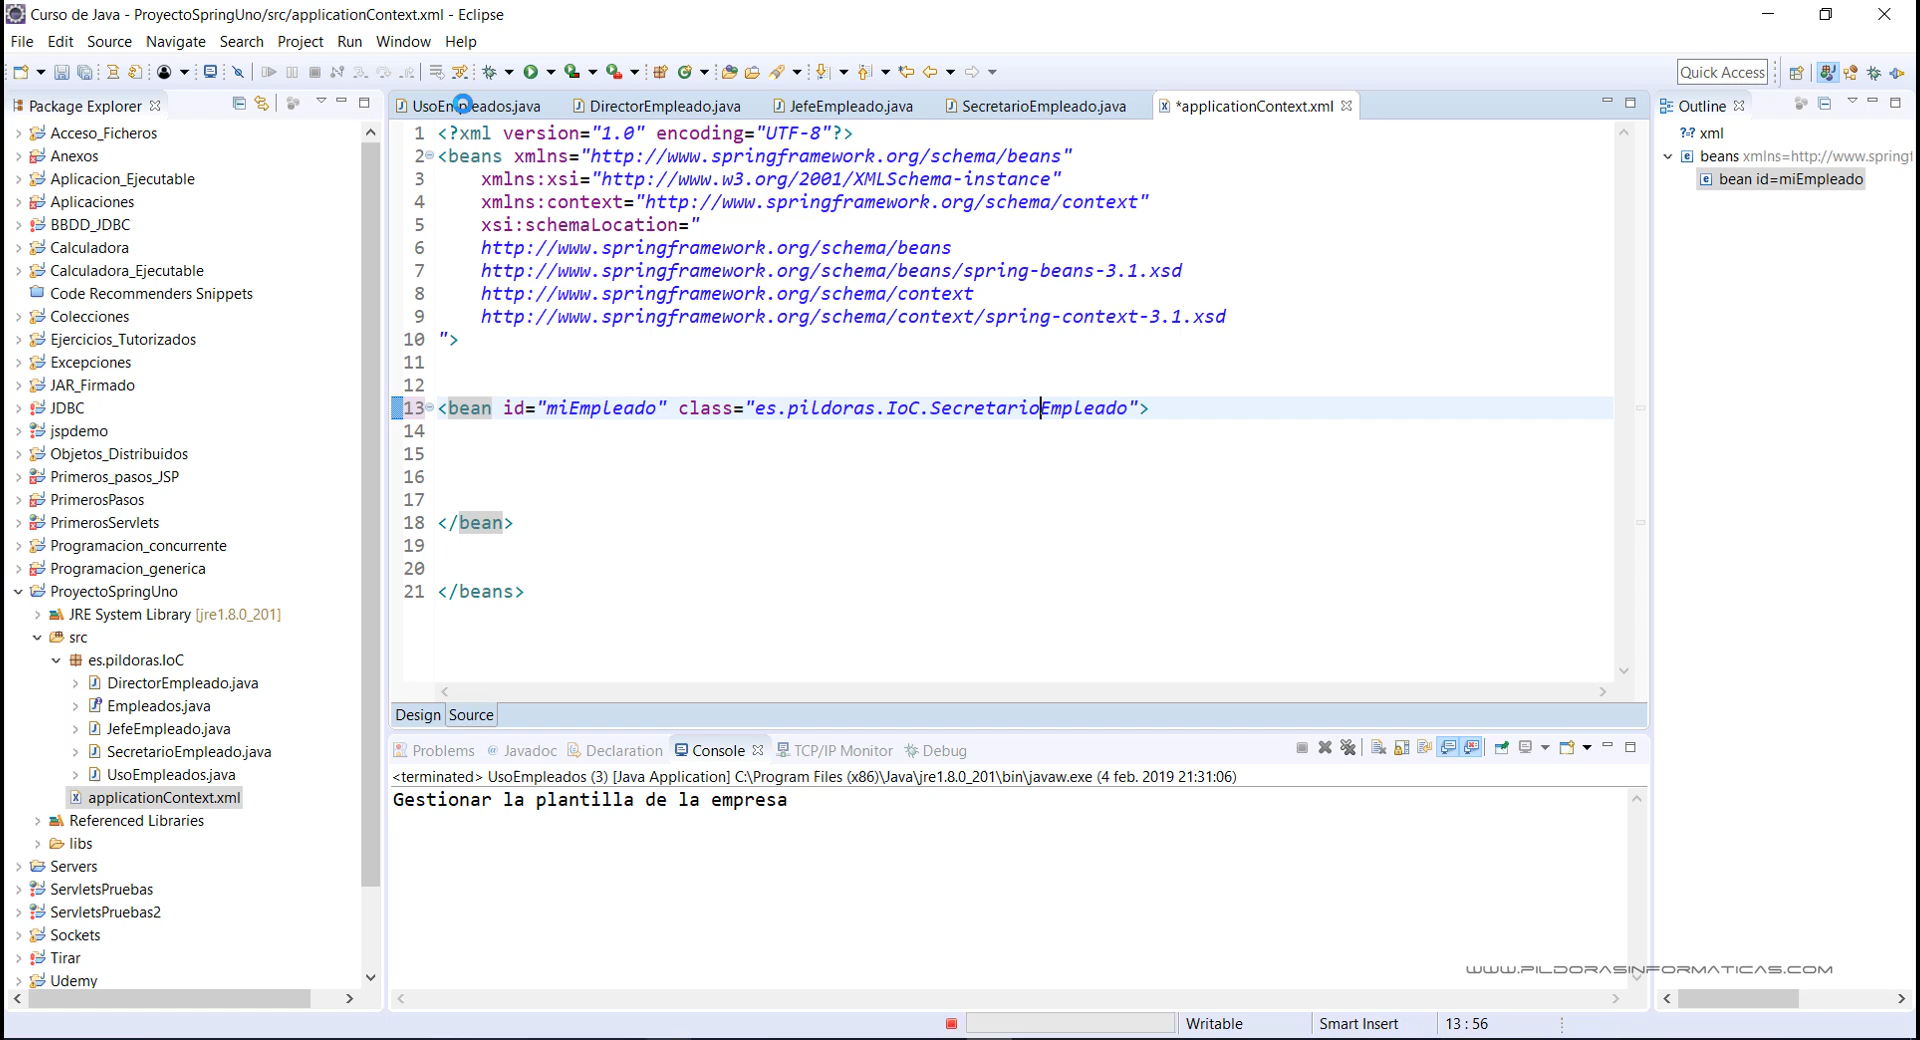 Curso de Java - ProyectoSpringUno/src/applicationContext.xml - Eclipse
File Edit Source Navigate Search Project Run Window Help
Quick Access
Package Explorer
Acceso_Ficheros
Anexos
Aplicacion_Ejecutable
Aplicaciones
BBDD_JDBC
Calculadora
Calculadora_Ejecutable
Code Recommenders Snippets
Colecciones
Ejercicios_Tutorizados
Excepciones
JAR_Firmado
JDBC
jspdemo
Objetos_Distribuidos
Primeros_pasos_JSP
PrimerosPasos
PrimerosServlets
Programacion_concurrente
Programacion_generica
ProyectoSpringUno
JRE System Library [jre1.8.0_201]
src
es.pildoras.IoC
DirectorEmpleado.java
Empleados.java
JefeEmpleado.java
SecretarioEmpleado.java
UsoEmpleados.java
applicationContext.xml
Referenced Libraries
libs
Servers
ServletsPruebas
ServletsPruebas2
Sockets
Tirar
Udemy
UsoEmpleados.java DirectorEmpleado.java JefeEmpleado.java SecretarioEmpleado.java *applicationContext.xml
1 <?xml version="1.0" encoding="UTF-8"?>
2 <beans xmlns="http://www.springframework.org/schema/beans"
3 xmlns:xsi="http://www.w3.org/2001/XMLSchema-instance"
4 xmlns:context="http://www.springframework.org/schema/context"
5 xsi:schemaLocation="
6 http://www.springframework.org/schema/beans
7 http://www.springframework.org/schema/beans/spring-beans-3.1.xsd
8 http://www.springframework.org/schema/context
9 http://www.springframework.org/schema/context/spring-context-3.1.xsd
10 ">
11
12
13 <bean id="miEmpleado" class="es.pildoras.IoC.SecretarioEmpleado">
14
15
16
17
18 </bean>
19
20
21 </beans>
Design Source
Problems @ Javadoc Declaration Console TCP/IP Monitor Debug
<terminated> UsoEmpleados (3) [Java Application] C:\Program Files (x86)\Java\jre1.8.0_201\bin\javaw.exe (4 feb. 2019 21:31:06)
Gestionar la plantilla de la empresa
Outline
xml
beans xmlns=http://www.spring
bean id=miEmpleado
WWW.PILDORASINFORMATICAS.COM
Writable Smart Insert 13 : 56